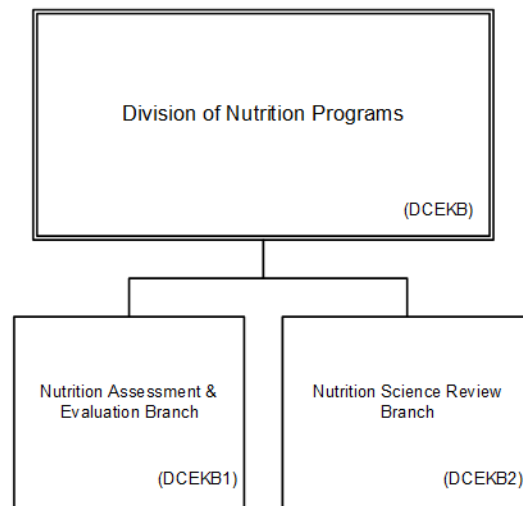 Division of Nutrition Programs
(DCEKB)
Nutrition Assessment &
Evaluation Branch
(DCEKB1)
Nutrition Science Review
Branch
(DCEKB2)